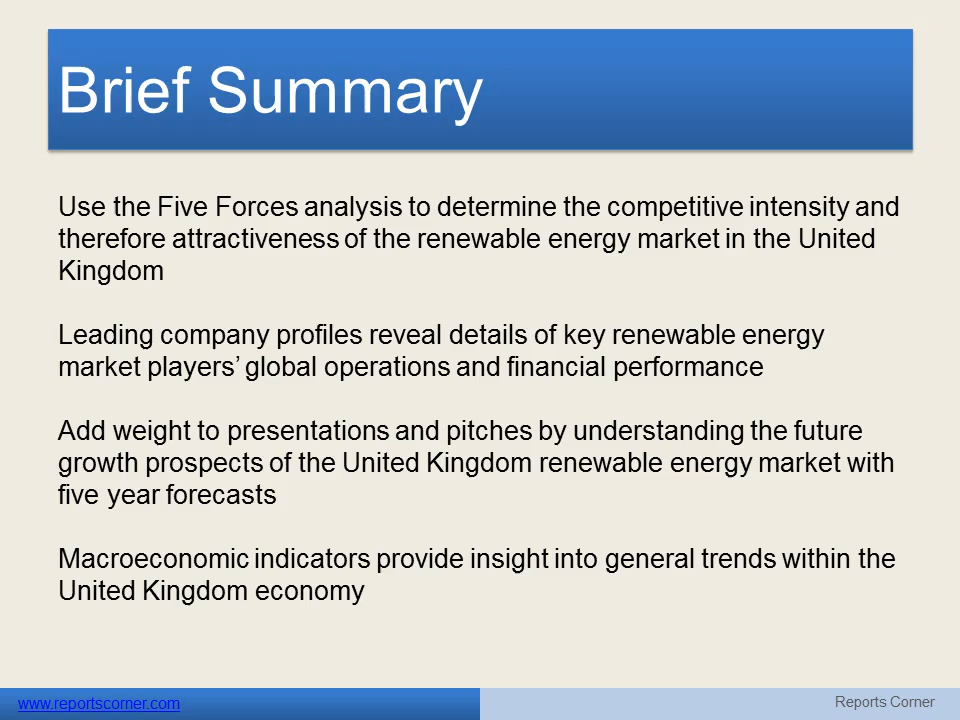 Brief Summary
Use the Five Forces analysis to determine the competitive intensity and
therefore attractiveness of the renewable energy market in the United
Kingdom
Leading company profiles reveal details of key renewable energy
market players’ global operations and financial performance
Add weight to presentations and pitches by understanding the future
growth prospects of the United Kingdom renewable energy market with
five year forecasts
Macroeconomic indicators provide insight into general trends within the
United Kingdom economy
www.reportscorner.com
Reports Corner